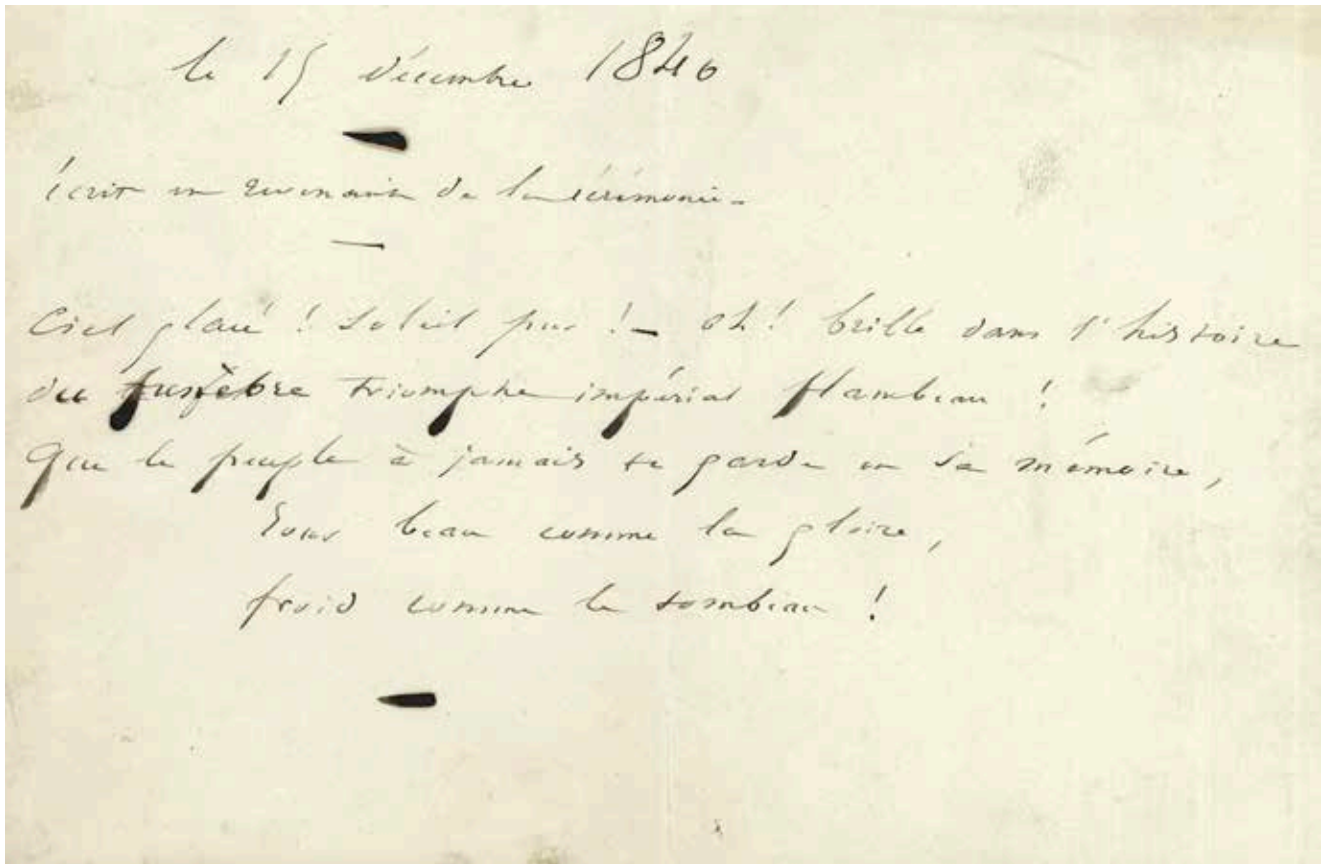 le 15 décembre 1840
écrit en revenant de la cérémonie.
Ciel glacé ! soleil pur ! – oh ! brille dans l'histoire
du funèbre triomphe impérial flambeau !
que le peuple à jamais te garde en sa mémoire,
Jour beau comme la gloire,
froid comme le tombeau !